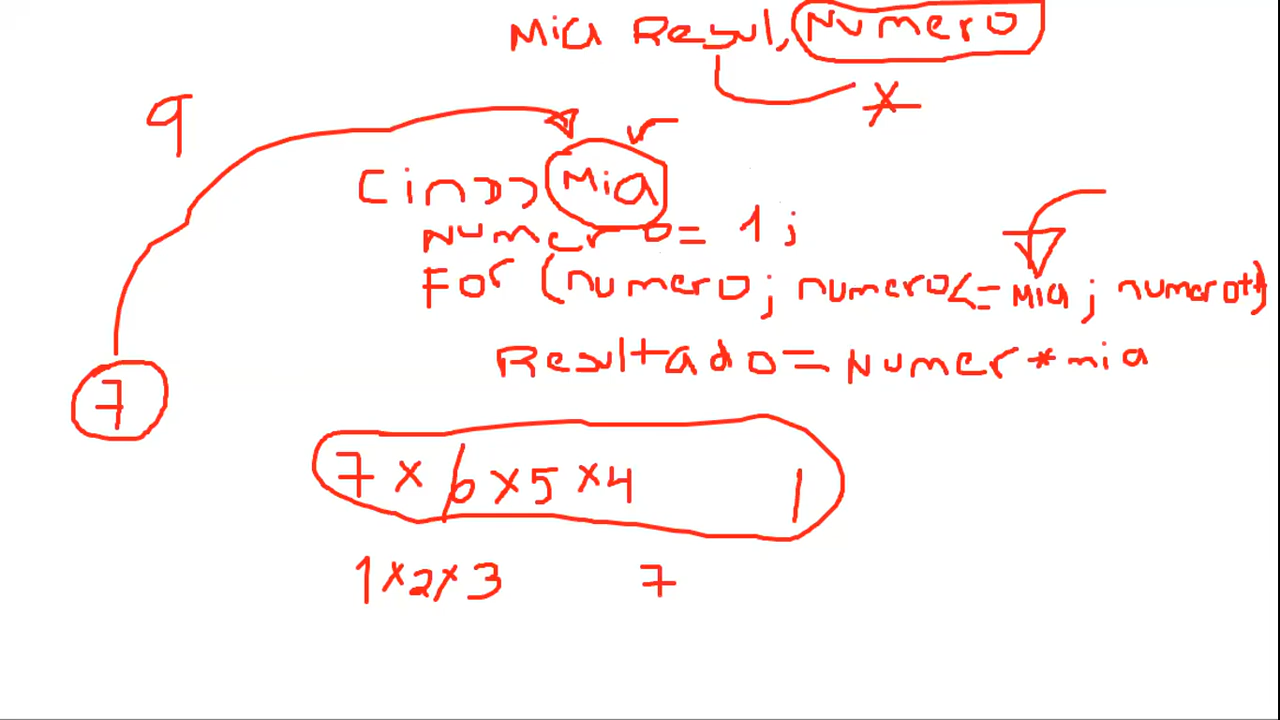 Mia Resul, Numero
*
9
Cin>> Mia
Numero = 1;
For (numero; numero<=Mia; numero++)
Resultado = Numer * mia
7
7 x 6 x 5 x 4 1
1 x 2 x 3 7